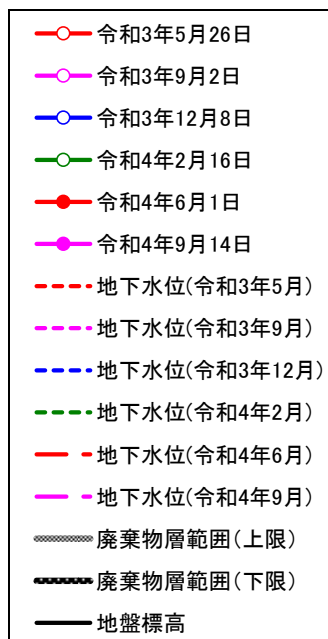 令和3年5月26日
令和3年9月2日
令和3年12月8日
令和4年2月16日
令和4年6月1日
令和4年9月14日
地下水位(令和3年5月)
地下水位(令和3年9月)
地下水位(令和3年12月)
地下水位(令和4年2月)
地下水位(令和4年6月)
地下水位(令和4年9月)
廃棄物層範囲(上限)
廃棄物層範囲(下限)
地盤標高